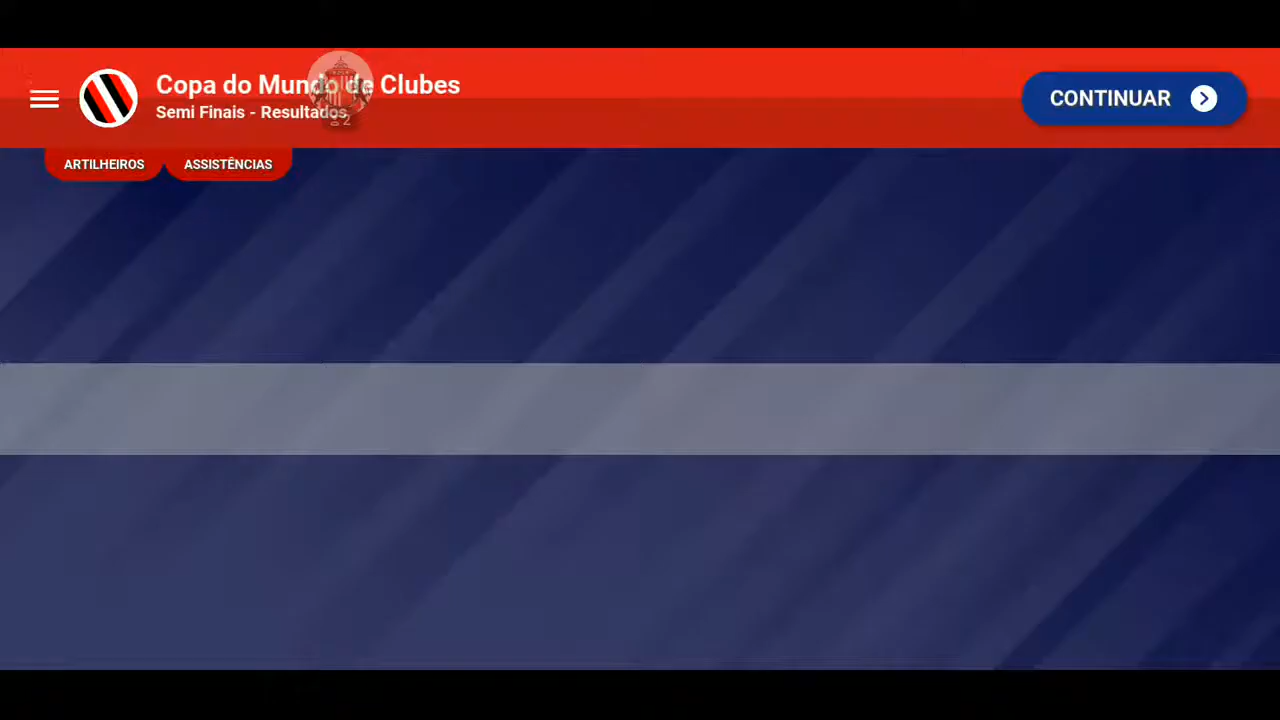 Copa do Mundo de Clubes
Semi Finais - Resultados
CONTINUAR
ARTILHEIROS
ASSISTÊNCIAS